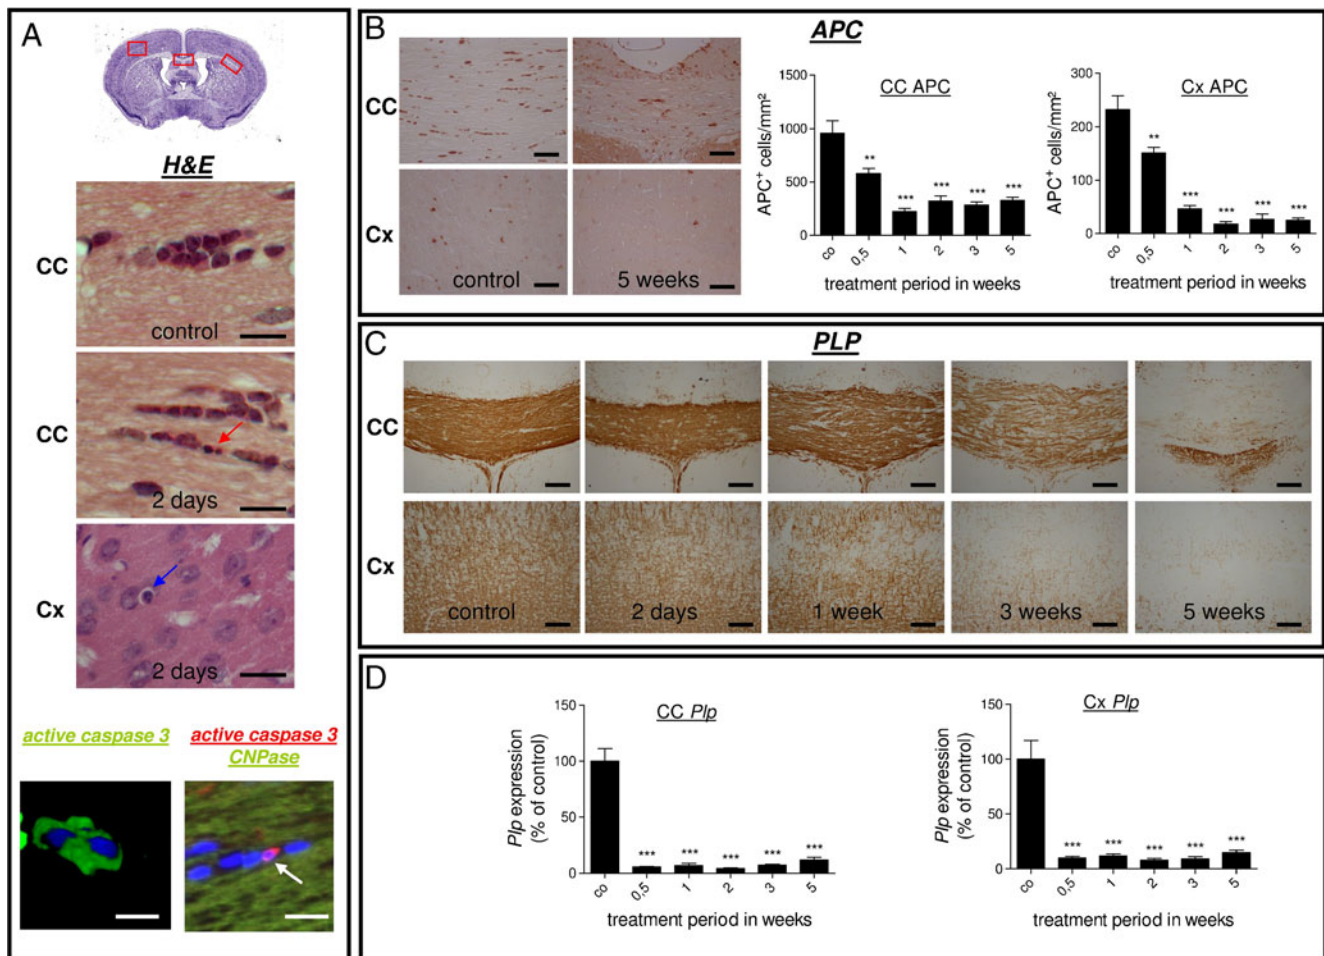 A
H&E
CC
control
CC
2 days
Cx
2 days
active caspase 3
active caspase 3
CNPase
B
APC
CC
Cx
control
5 weeks
CC APC
APC+ cells/mm²
1500
1000
500
0
**
***
***
***
***
co
0,5
1
2
3
5
treatment period in weeks
Cx APC
APC+ cells/mm²
300
200
100
0
**
***
***
***
***
co
0,5
1
2
3
5
treatment period in weeks
C
PLP
CC
Cx
control
2 days
1 week
3 weeks
5 weeks
D
CC Plp
Plp expression
(% of control)
150
100
50
0
***
***
***
***
***
co
0,5
1
2
3
5
treatment period in weeks
Cx Plp
Plp expression
(% of control)
150
100
50
0
***
***
***
***
***
co
0,5
1
2
3
5
treatment period in weeks